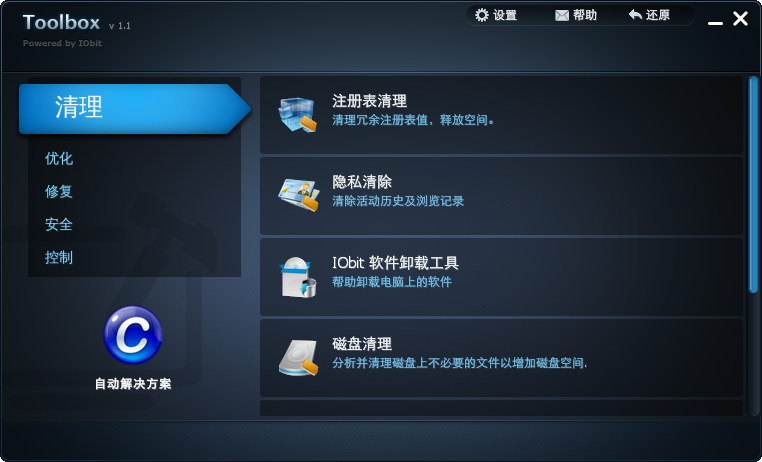 Toolbox v 1.1
Powered by IObit
设置
帮助
还原
清理
优化
修复
安全
控制
自动解决方案
注册表清理
清理冗余注册表值，释放空间。
隐私清除
清除活动历史及浏览记录
IObit 软件卸载工具
帮助卸载电脑上的软件
磁盘清理
分析并清理磁盘上不必要的文件以增加磁盘空间.